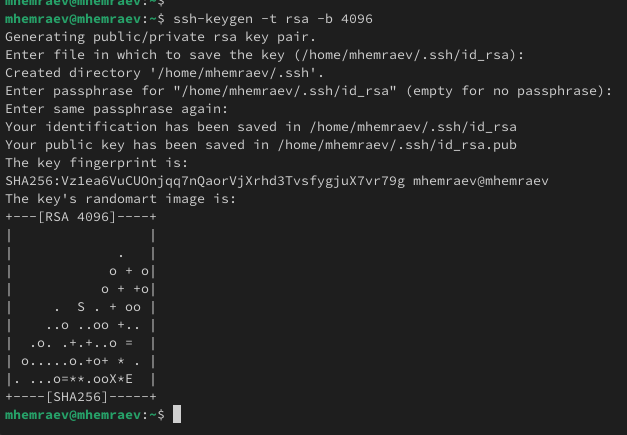 mhemraev@mhemraev:~$
mhemraev@mhemraev:~$ ssh-keygen -t rsa -b 4096
Generating public/private rsa key pair.
Enter file in which to save the key (/home/mhemraev/.ssh/id_rsa):
Created directory '/home/mhemraev/.ssh'.
Enter passphrase for "/home/mhemraev/.ssh/id_rsa" (empty for no passphrase):
Enter same passphrase again:
Your identification has been saved in /home/mhemraev/.ssh/id_rsa
Your public key has been saved in /home/mhemraev/.ssh/id_rsa.pub
The key fingerprint is:
SHA256:Vz1ea6VuCUOnjqq7nQaorVjXrhd3Tvsfygju​X7vr79g mhemraev@mhemraev
The key's randomart image is:
+---[RSA 4096]----+
|                 |
|             .   |
|            o + o|
|           o + +o|
|     .  S . + oo |
|    ..o ..oo +.. |
|  .o. .+.+..o =  |
| o.....o.+o+ * . |
|. ...o=**.ooX*E  |
+----[SHA256]-----+
mhemraev@mhemraev:~$